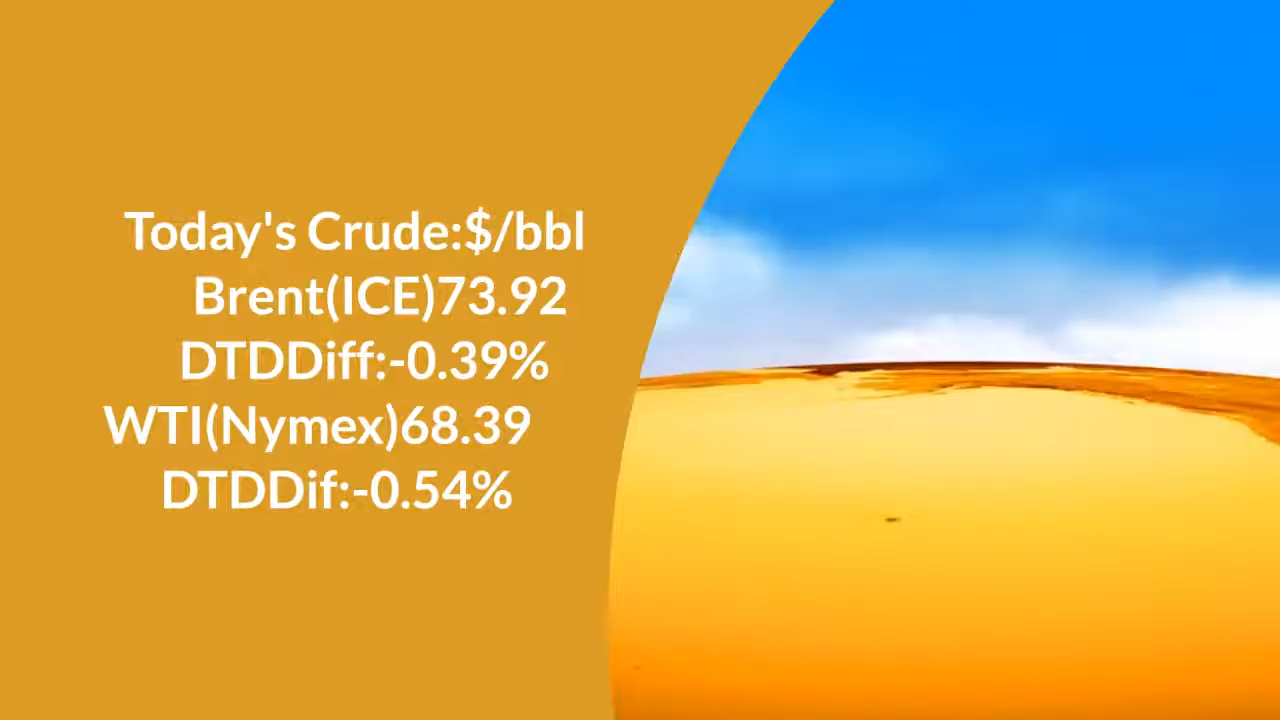 Today's Crude:$/bbl
Brent(ICE)73.92
DTDDiff:-0.39%
WTI(Nymex)68.39
DTDDif:-0.54%